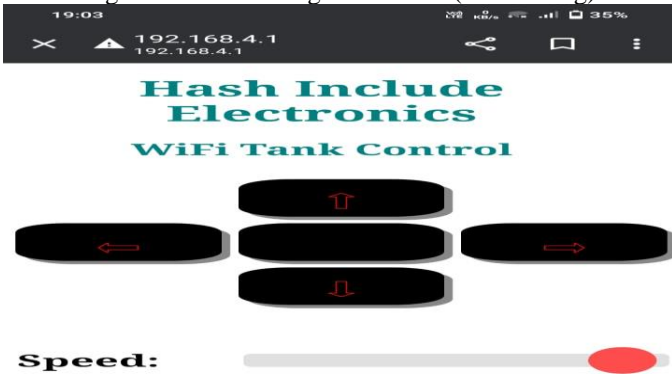 19:03
35%
192.168.4.1
192.168.4.1
Hash Include
Electronics
WiFi Tank Control
Speed: